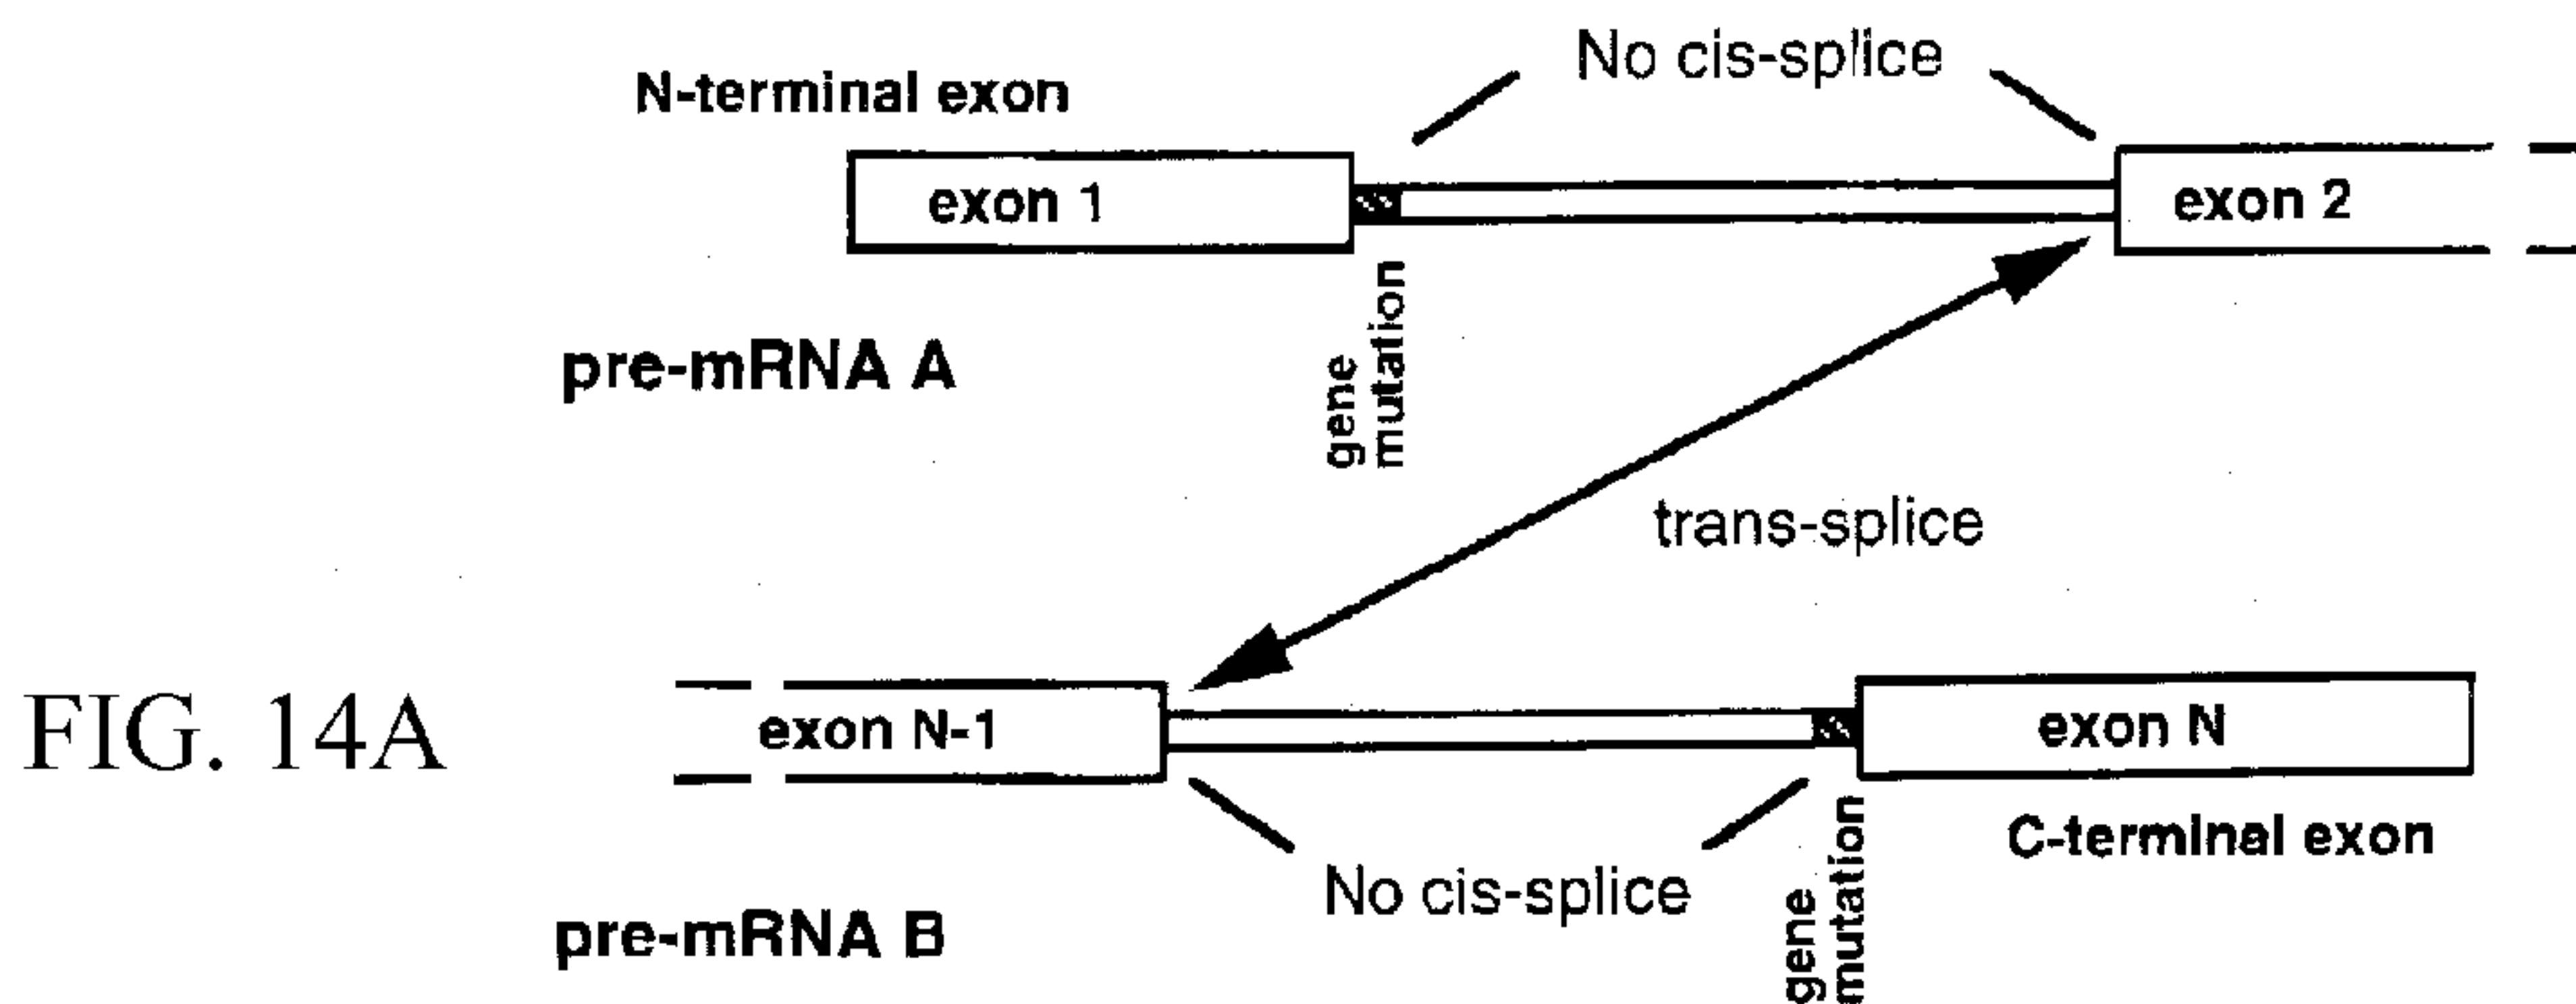 No cis-splice
N-terminal exon
exon 1
exon 2
gene
mutation
pre-mRNA A
trans-splice
FIG. 14A
exon N-1
exon N
gene
mutation
C-terminal exon
No cis-splice
pre-mRNA B